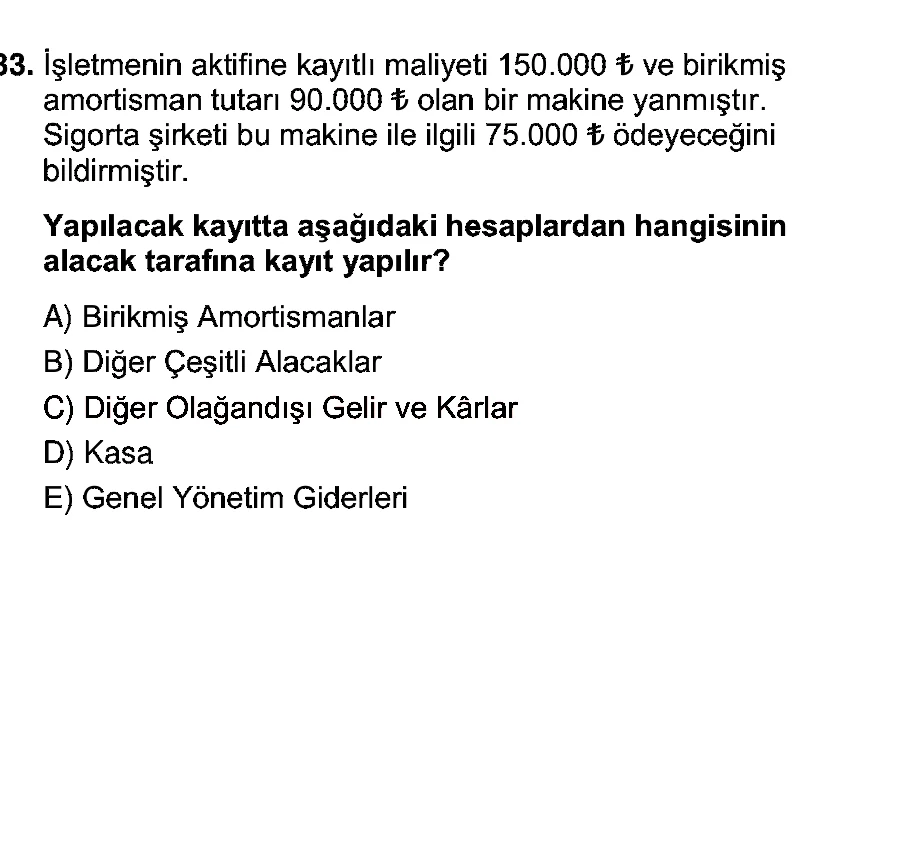 33. İşletmenin aktifine kayıtlı maliyeti 150.000 ₺ ve birikmiş
amortisman tutarı 90.000 ₺ olan bir makine yanmıştır.
Sigorta şirketi bu makine ile ilgili 75.000 ₺ ödeyeceğini
bildirmiştir.
Yapılacak kayıtta aşağıdaki hesaplardan hangisinin
alacak tarafına kayıt yapılır?
A) Birikmiş Amortismanlar
B) Diğer Çeşitli Alacaklar
C) Diğer Olağandışı Gelir ve Kârlar
D) Kasa
E) Genel Yönetim Giderleri